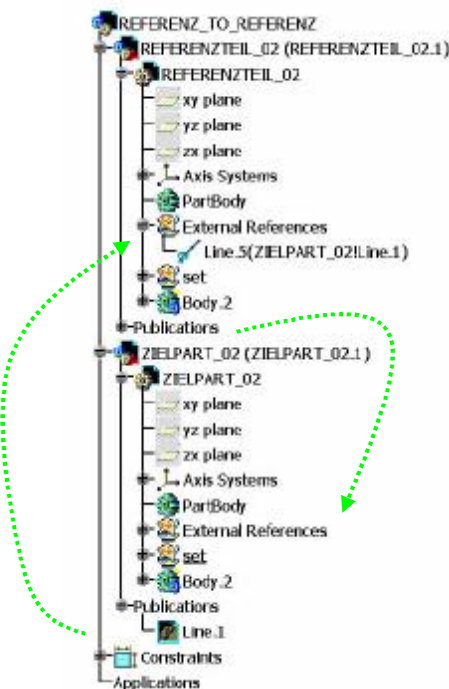 REFERENZ_TO_REFERENZ
REFERENZTEIL_02 (REFERENZTEIL_02.1)
REFERENZTEIL_02
xy plane
yz plane
zx plane
Axis Systems
PartBody
External References
Line.5(ZIELPART_02!Line.1)
set
Body.2
Publications
ZIELPART_02 (ZIELPART_02.1)
ZIELPART_02
xy plane
yz plane
zx plane
Axis Systems
PartBody
External References
set
Body.2
Publications
Line.1
Constraints
Applications